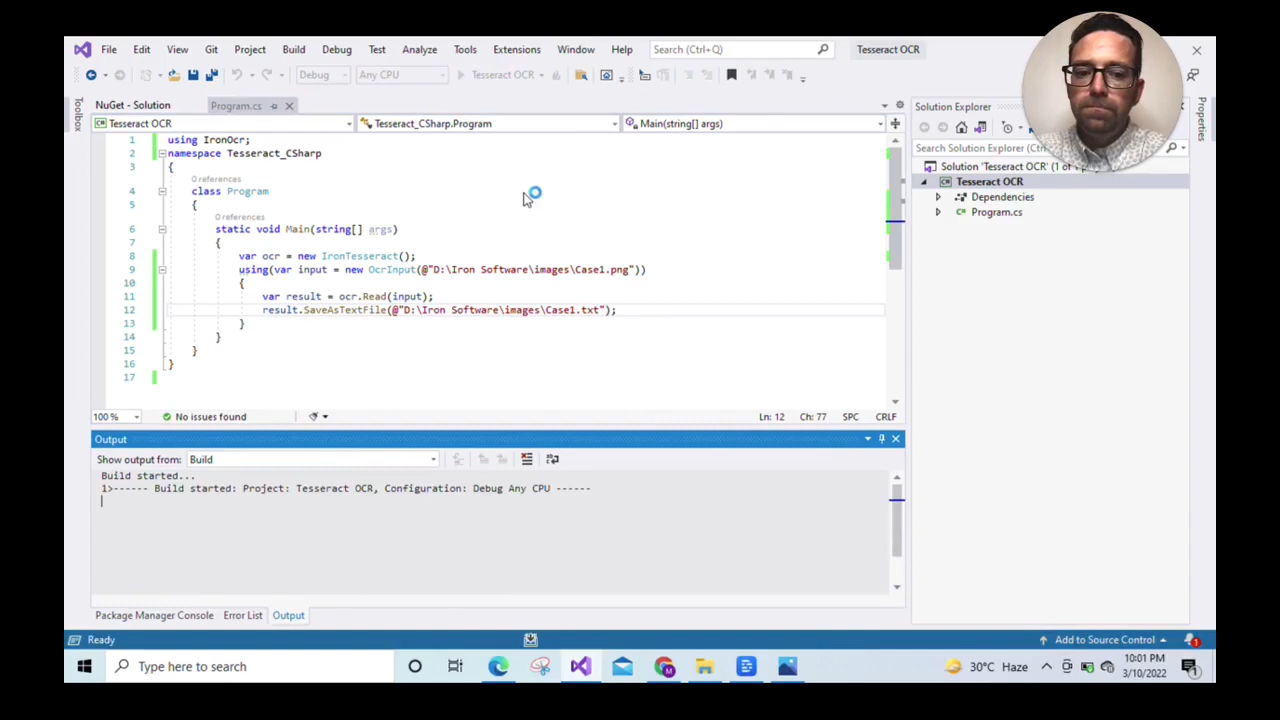 File Edit View Git Project Build Debug Test Analyze Tools Extensions Window Help Search (Ctrl+Q) Tesseract OCR
Debug Any CPU Tesseract OCR
Toolbox
NuGet - Solution Program.cs
Tesseract OCR Tesseract_CSharp.Program Main(string[] args)
1 using IronOcr;
2 namespace Tesseract_CSharp
3 {
0 references
4 class Program
5 {
0 references
6 static void Main(string[] args)
7 {
8 var ocr = new IronTesseract();
9 using(var input = new OcrInput(@"D:\Iron Software\images\Case1.png"))
10 {
11 var result = ocr.Read(input);
12 result.SaveAsTextFile(@"D:\Iron Software\images\Case1.txt");
13 }
14 }
15 }
16 }
17
100 % No issues found Ln: 12 Ch: 77 SPC CRLF
Output
Show output from: Build
Build started...
1>------ Build started: Project: Tesseract OCR, Configuration: Debug Any CPU ------
Package Manager Console Error List Output
Solution Explorer
Search Solution Explorer (Ctrl+
Solution 'Tesseract OCR' (1 of
Tesseract OCR
Dependencies
C# Program.cs
Properties
Ready Add to Source Control 1
Type here to search 30°C Haze 10:01 PM
3/10/2022 1